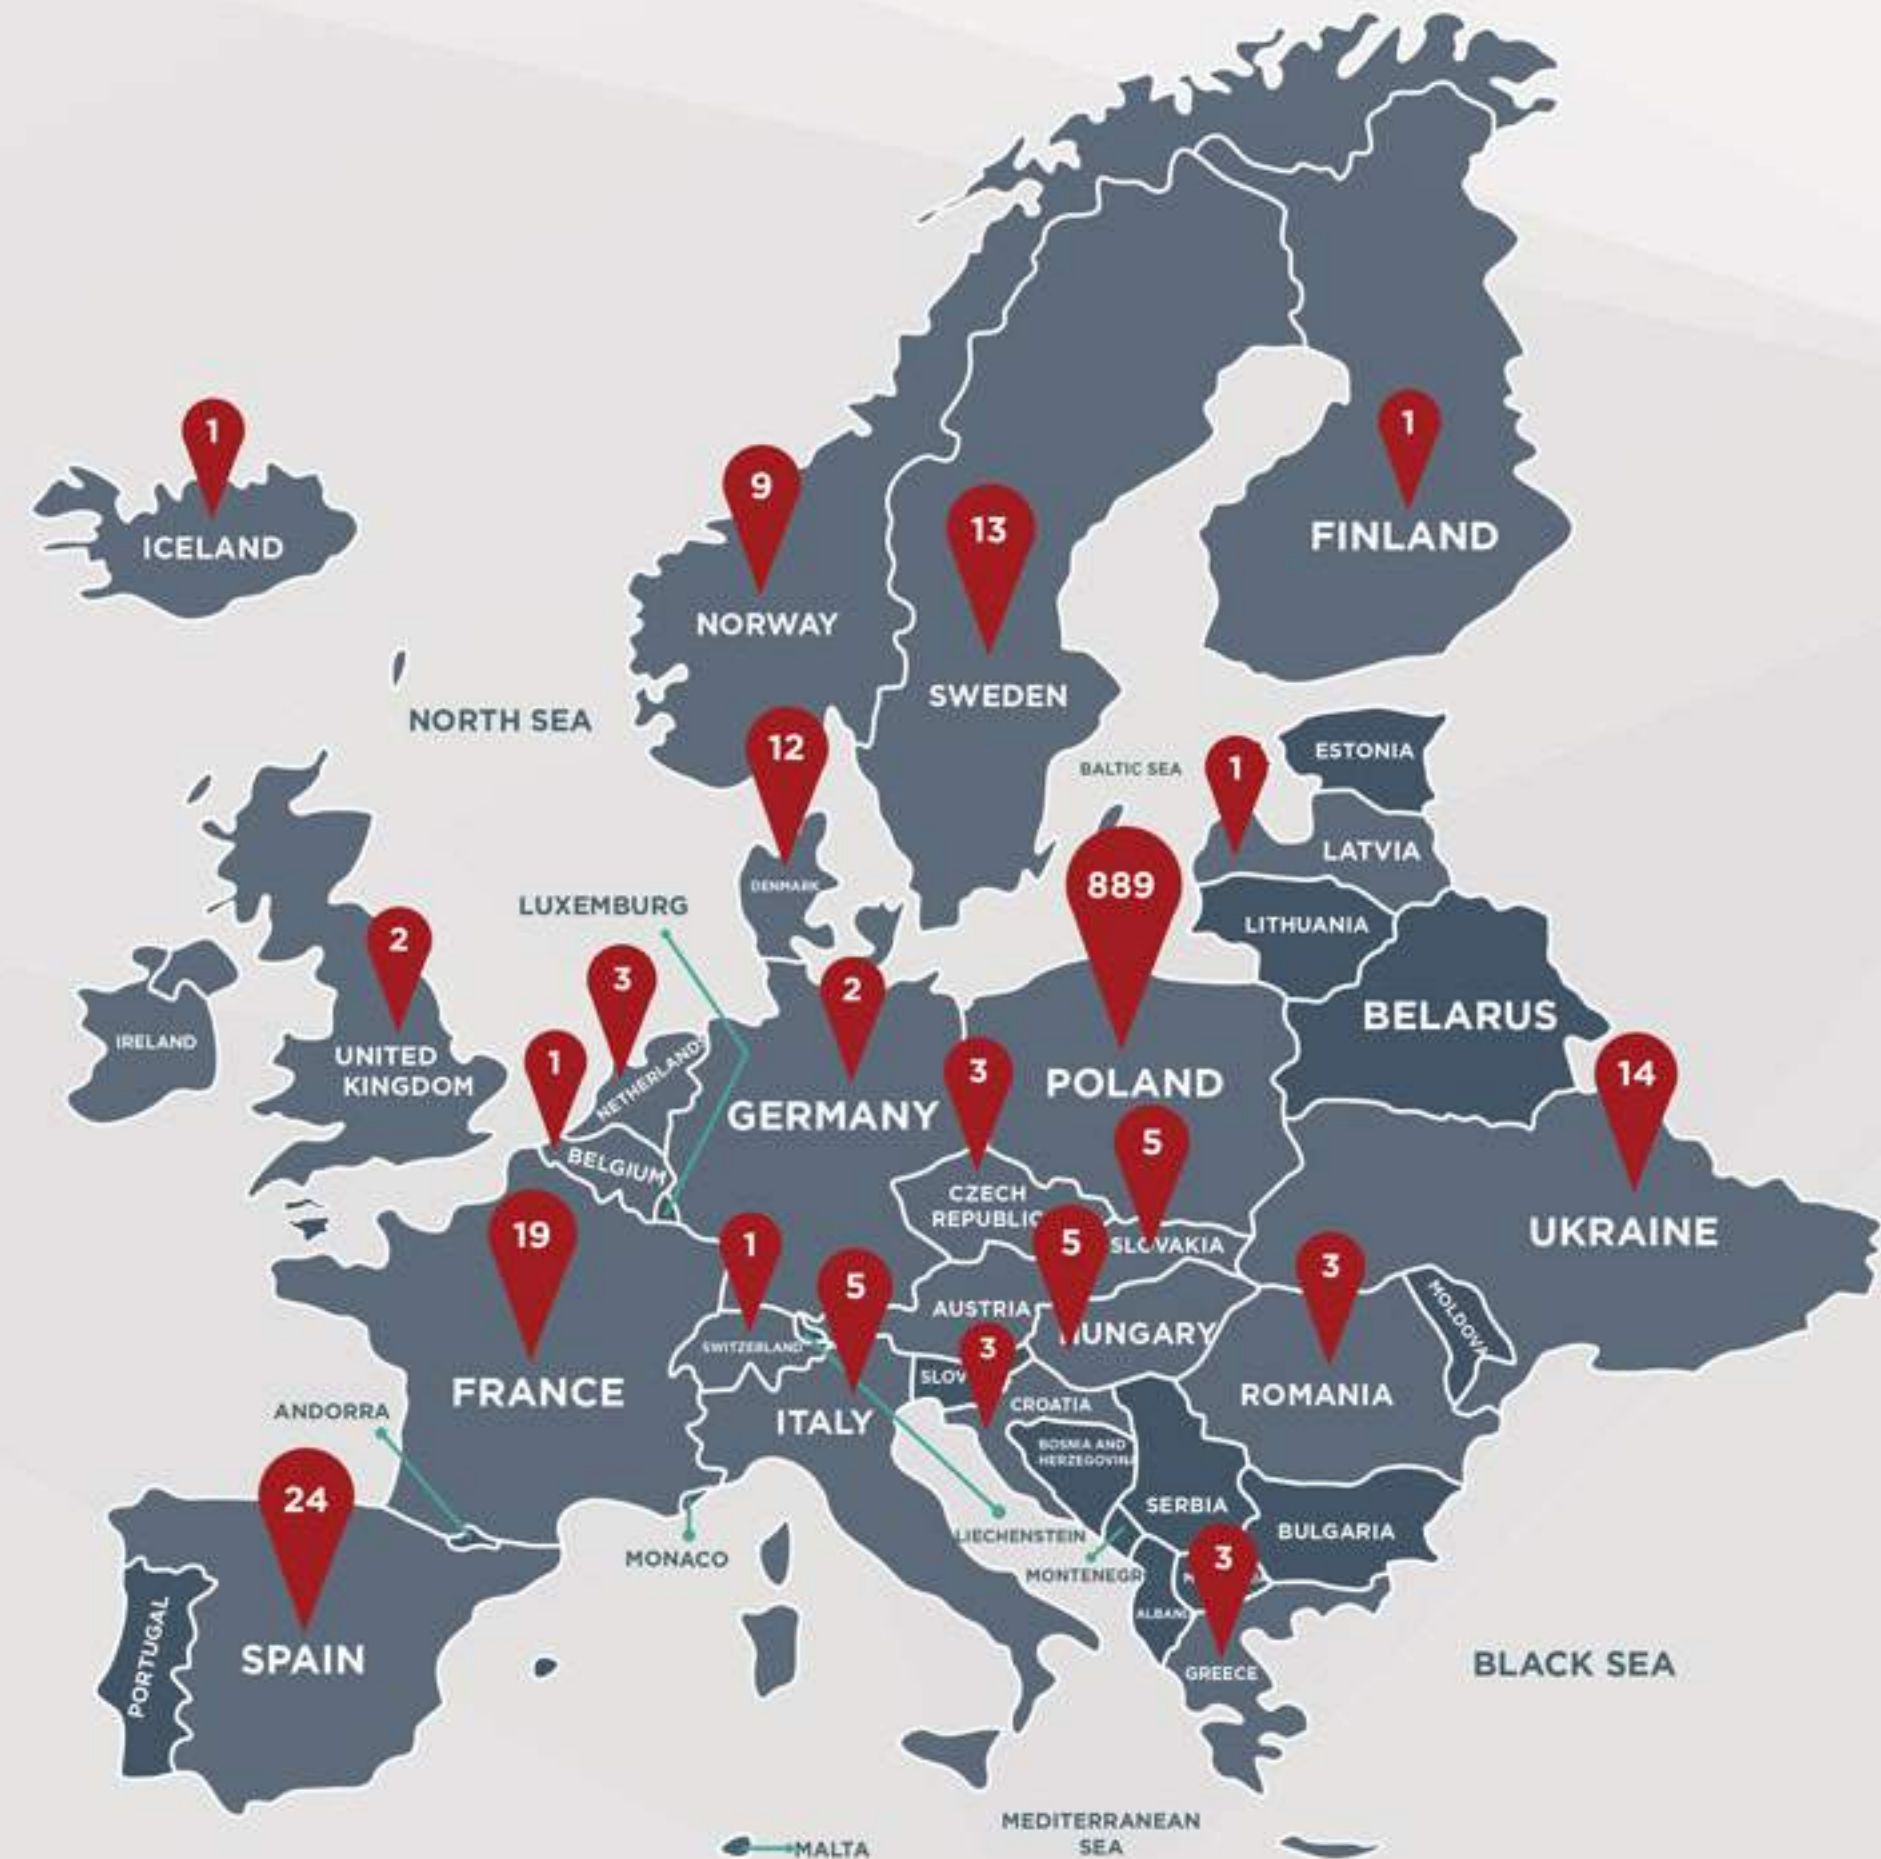 1
ICELAND
9
NORWAY
13
SWEDEN
1
FINLAND
NORTH SEA
12
DENMARK
BALTIC SEA
1
ESTONIA
LATVIA
LITHUANIA
BELARUS
889
POLAND
LUXEMBURG
2
UNITED
KINGDOM
IRELAND
3
NETHERLANDS
1
BELGIUM
2
GERMANY
3
CZECH
REPUBLIC
5
SLOVAKIA
14
UKRAINE
19
FRANCE
1
SWITZERLAND
5
ITALY
AUSTRIA
5
HUNGARY
3
SLOV
CROATIA
3
ROMANIA
MOLDOVA
BOSNIA AND
HERZEGOVINA
SERBIA
BULGARIA
ANDORRA
24
SPAIN
PORTUGAL
MONACO
LIECHENSTEIN
MONTENEGR
ALBAN
3
GREECE
BLACK SEA
MEDITERRANEAN
SEA
MALTA